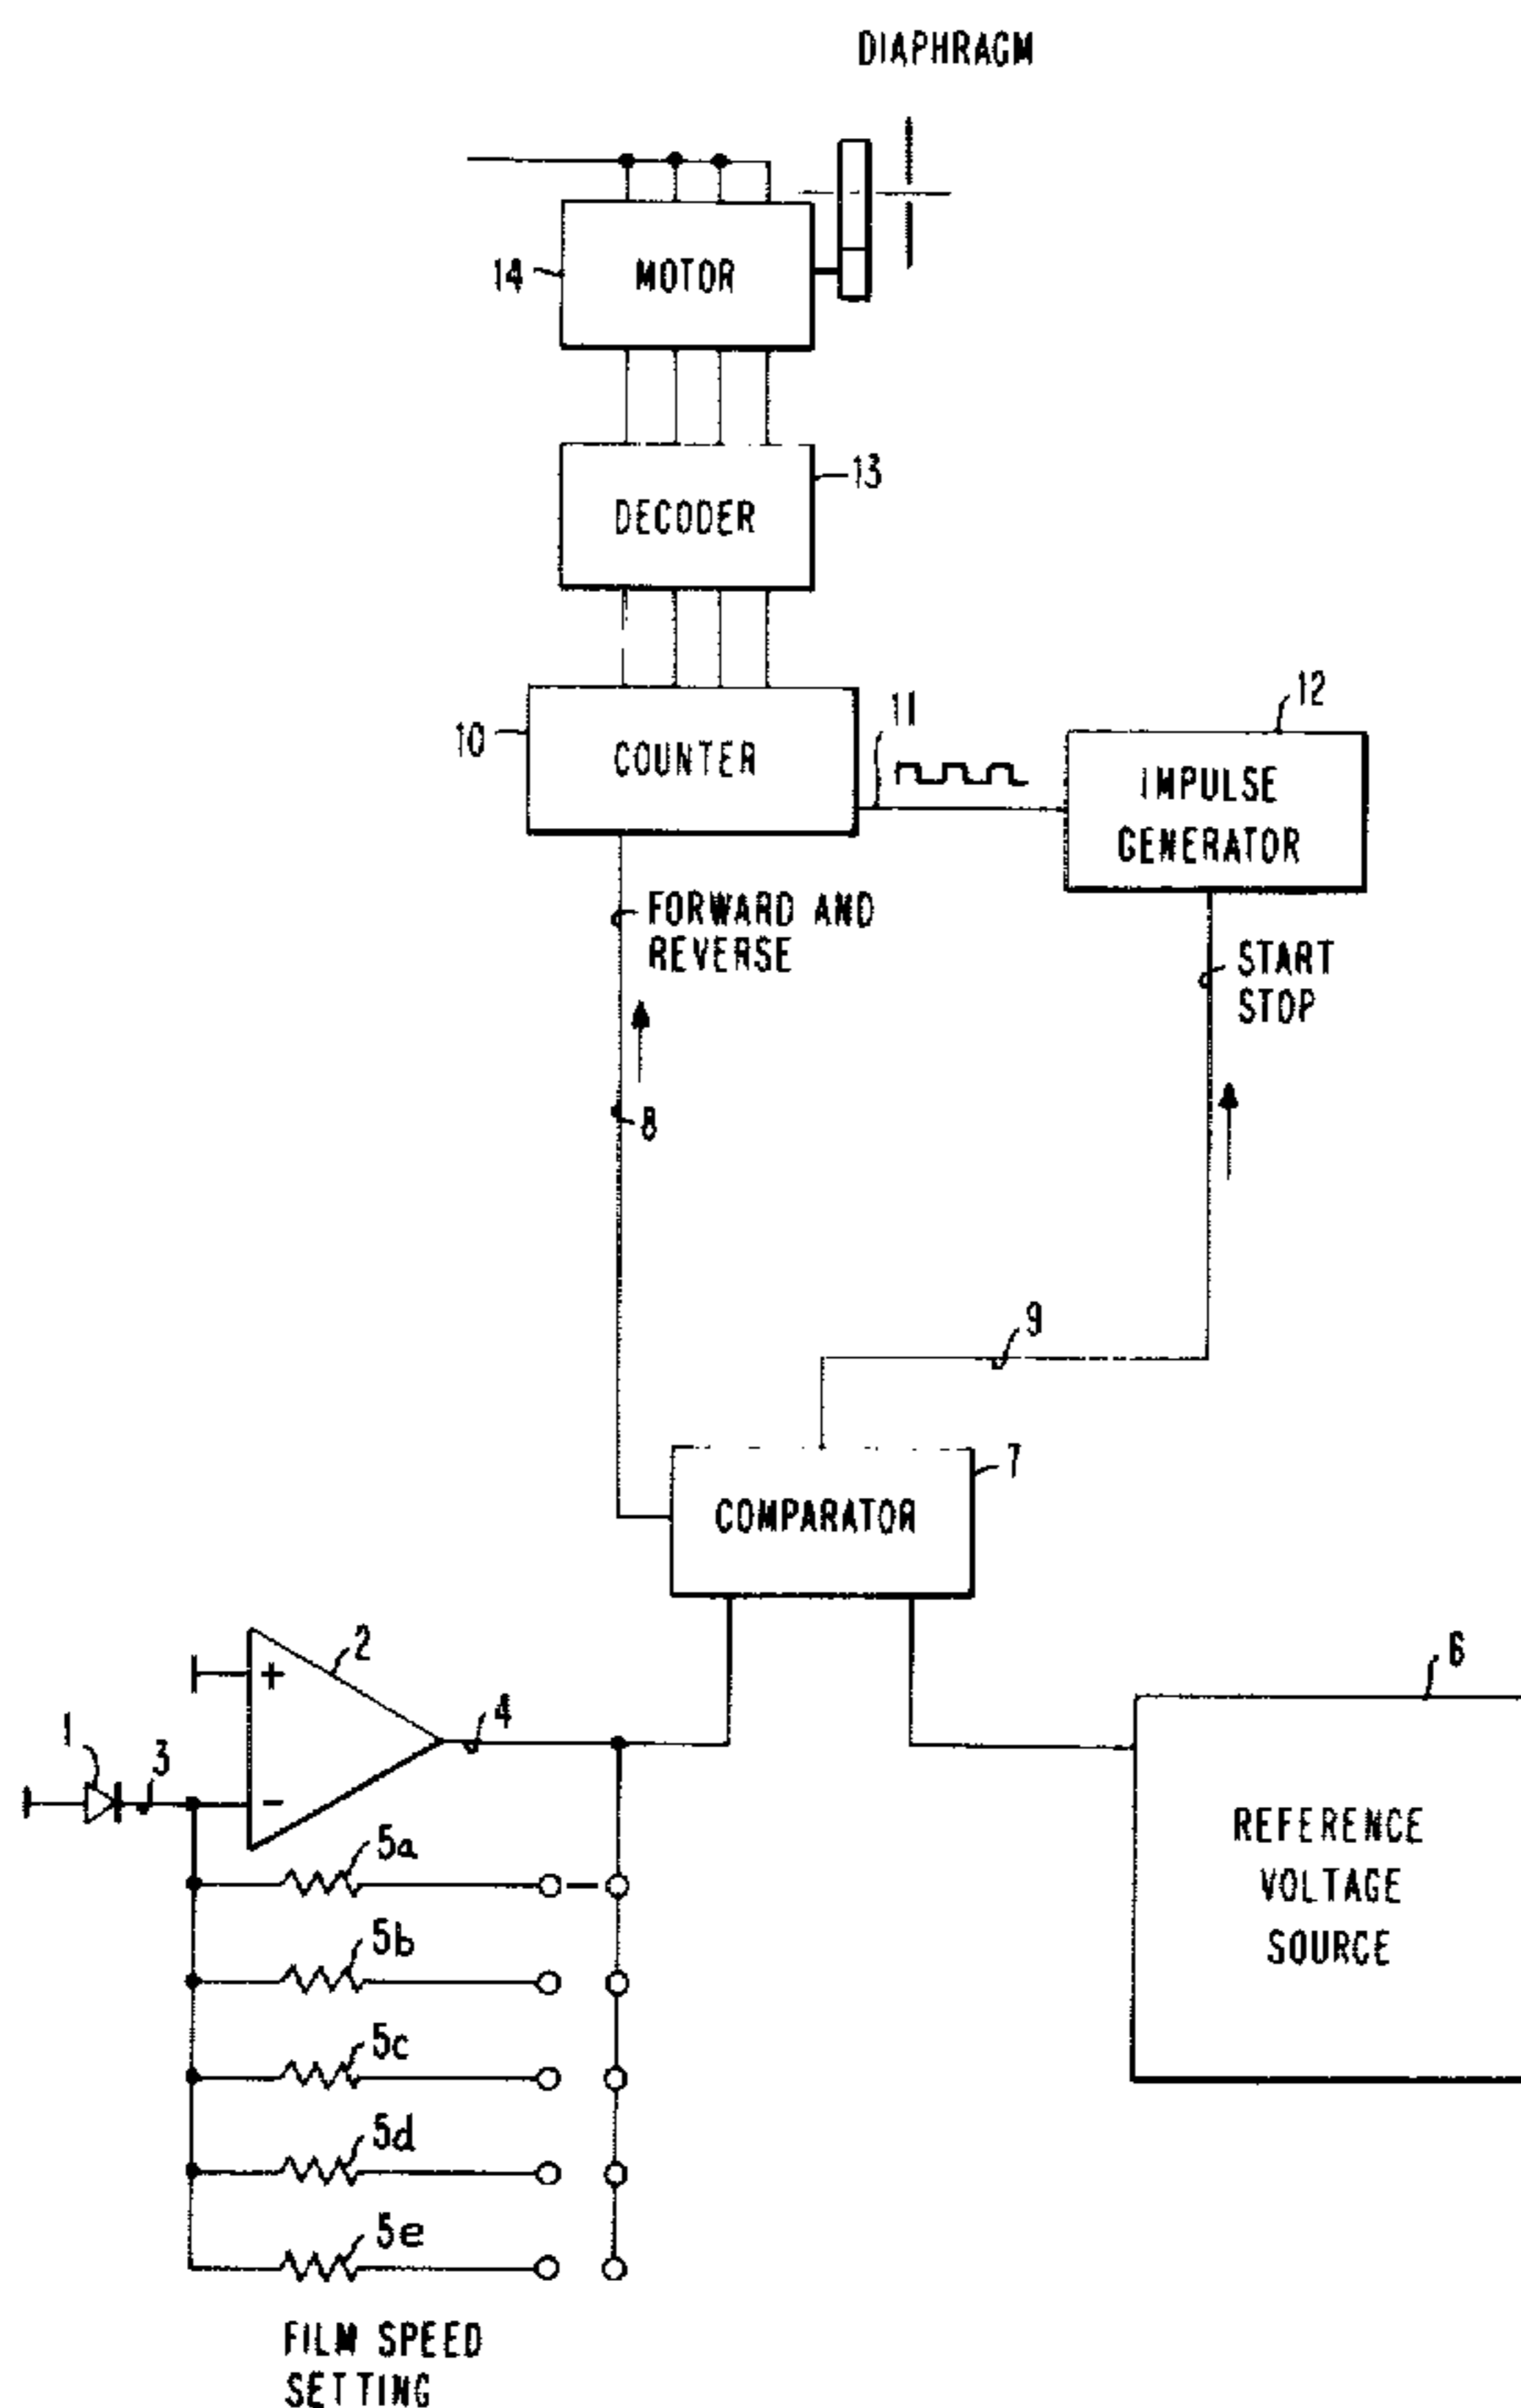 DIAPHRAGM
14
MOTOR
13
DECODER
10
COUNTER
11
12
IMPULSE
GENERATOR
FORWARD AND
REVERSE
START
STOP
8
9
7
COMPARATOR
2
+
4
6
1
3
-
5a
REFERENCE
VOLTAGE
SOURCE
5b
5c
5d
5e
FILM SPEED
SETTING